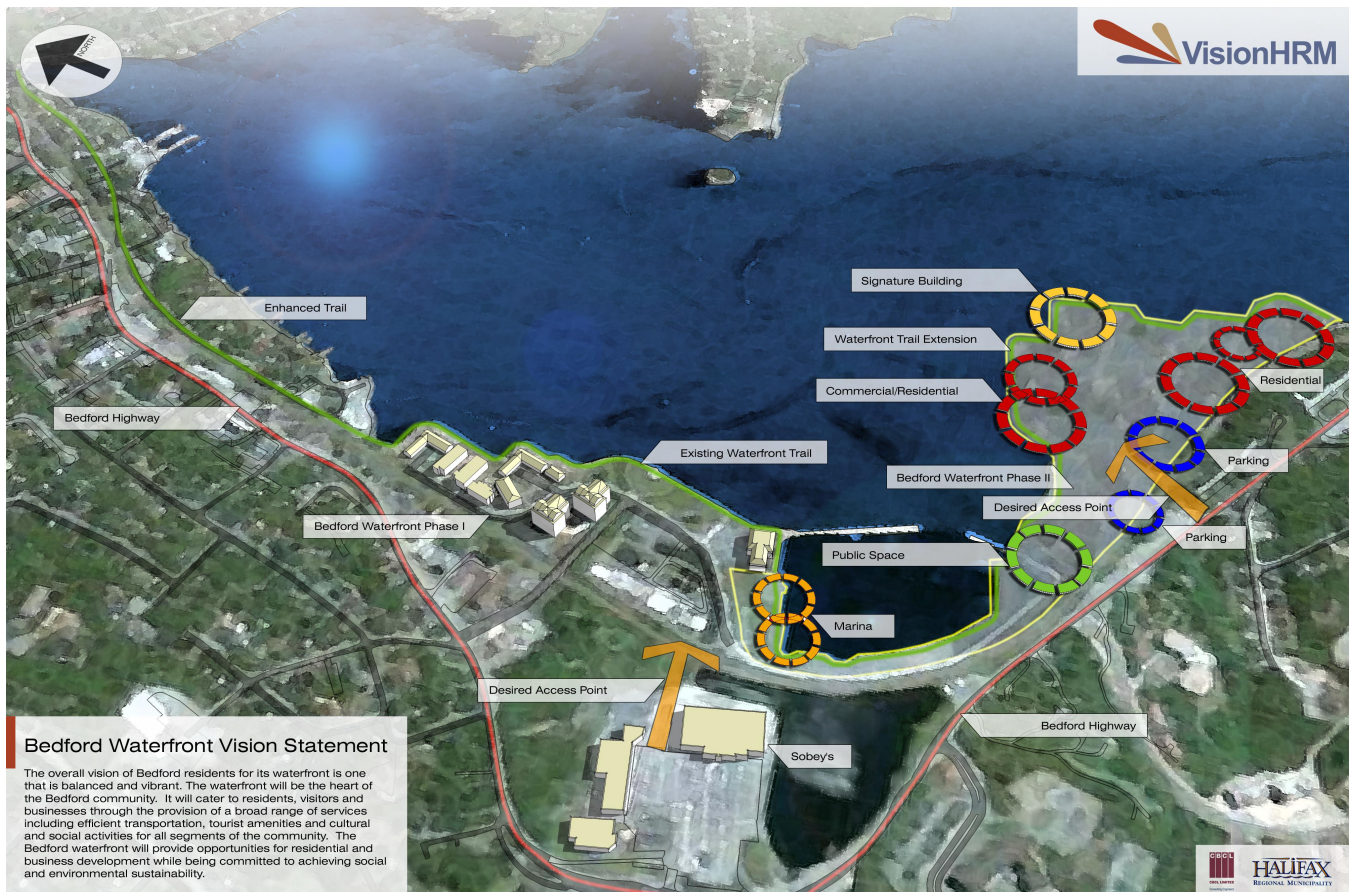 NORTH
VisionHRM
Signature Building
Enhanced Trail
Waterfront Trail Extension
Residential
Commercial/Residential
Bedford Highway
Existing Waterfront Trail
Parking
Bedford Waterfront Phase II
Desired Access Point
Bedford Waterfront Phase I
Parking
Public Space
Marina
Desired Access Point
Bedford Highway
Sobey's
Bedford Waterfront Vision Statement
The overall vision of Bedford residents for its waterfront is one
that is balanced and vibrant. The waterfront will be the heart of
the Bedford community.  It will cater to residents, visitors and
businesses through the provision of a broad range of services
including efficient transportation, tourist amenities and cultural
and social activities for all segments of the community.  The
Bedford waterfront will provide opportunities for residential and
business development while being committed to achieving social
and environmental sustainability.
CBCL
CBCL LIMITED
HALIFAX
REGIONAL MUNICIPALITY